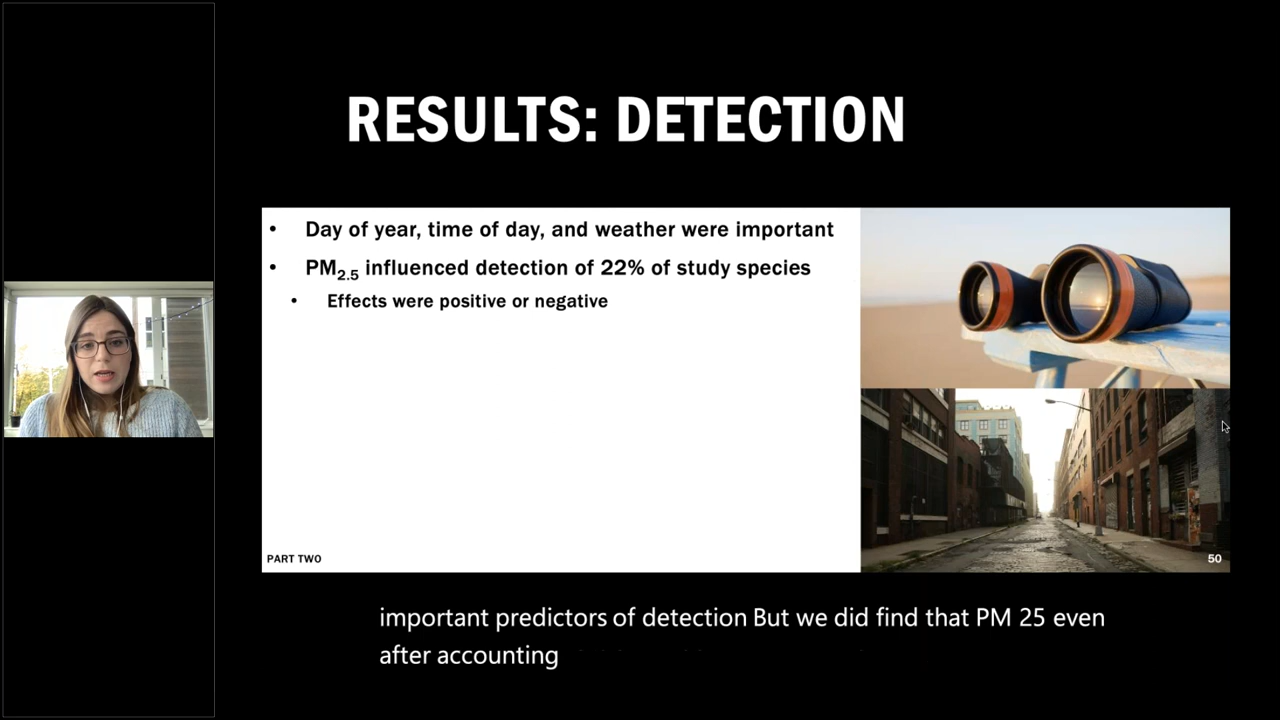 RESULTS: DETECTION
• Day of year, time of day, and weather were important
• PM2.5 influenced detection of 22% of study species
• Effects were positive or negative
PART TWO
50
important predictors of detection But we did find that PM 25 even
after accounting